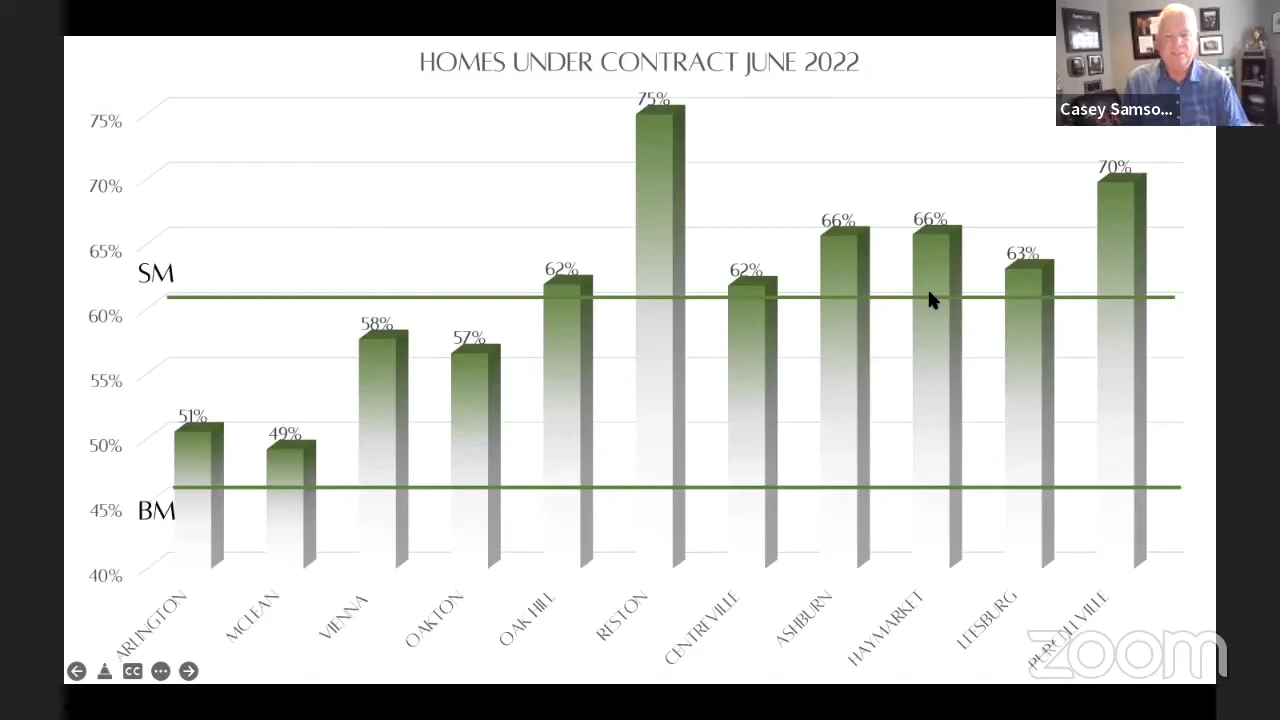 HOMES UNDER CONTRACT JUNE 2022
Casey Samso...
75%
70%
65%
60%
55%
50%
45%
40%
SM
BM
51%
49%
58%
57%
62%
75%
62%
66%
66%
63%
70%
ARLINGTON
MCLEAN
VIENNA
OAKTON
OAK HILL
RESTON
CENTREVILLE
ASHBURN
HAYMARKET
LEESBURG
PURCELLVILLE
CC
zoom